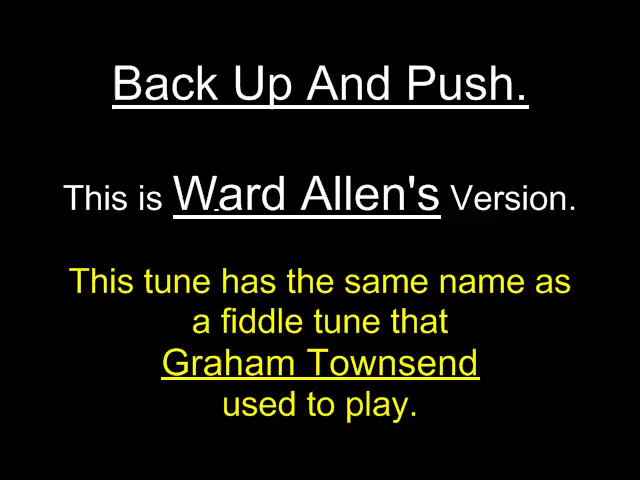 Back Up And Push.
This is Ward Allen's Version.
This tune has the same name as
a fiddle tune that
Graham Townsend
used to play.